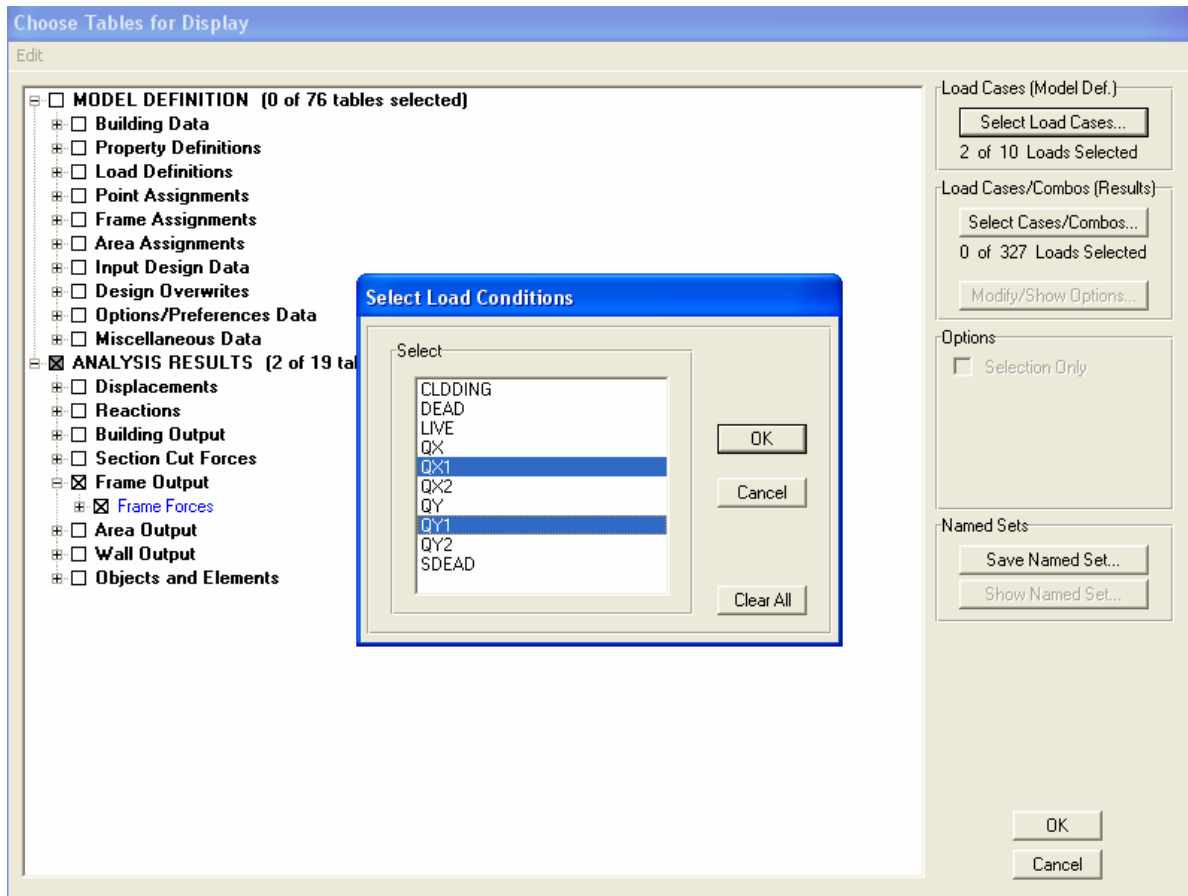 Choose Tables for Display
Edit
MODEL DEFINITION (0 of 76 tables selected)
Building Data
Property Definitions
Load Definitions
Point Assignments
Frame Assignments
Area Assignments
Input Design Data
Design Overwrites
Options/Preferences Data
Miscellaneous Data
ANALYSIS RESULTS (2 of 19 ta
Displacements
Reactions
Building Output
Section Cut Forces
Frame Output
Frame Forces
Area Output
Wall Output
Objects and Elements
Select Load Conditions
Select
CLDDING
DEAD
LIVE
QX
QX1
QX2
QY
QY1
QY2
SDEAD
OK
Cancel
Clear All
Load Cases (Model Def.)
Select Load Cases...
2 of 10 Loads Selected
Load Cases/Combos (Results)
Select Cases/Combos...
0 of 327 Loads Selected
Modify/Show Options...
Options
Selection Only
Named Sets
Save Named Set...
Show Named Set...
OK
Cancel